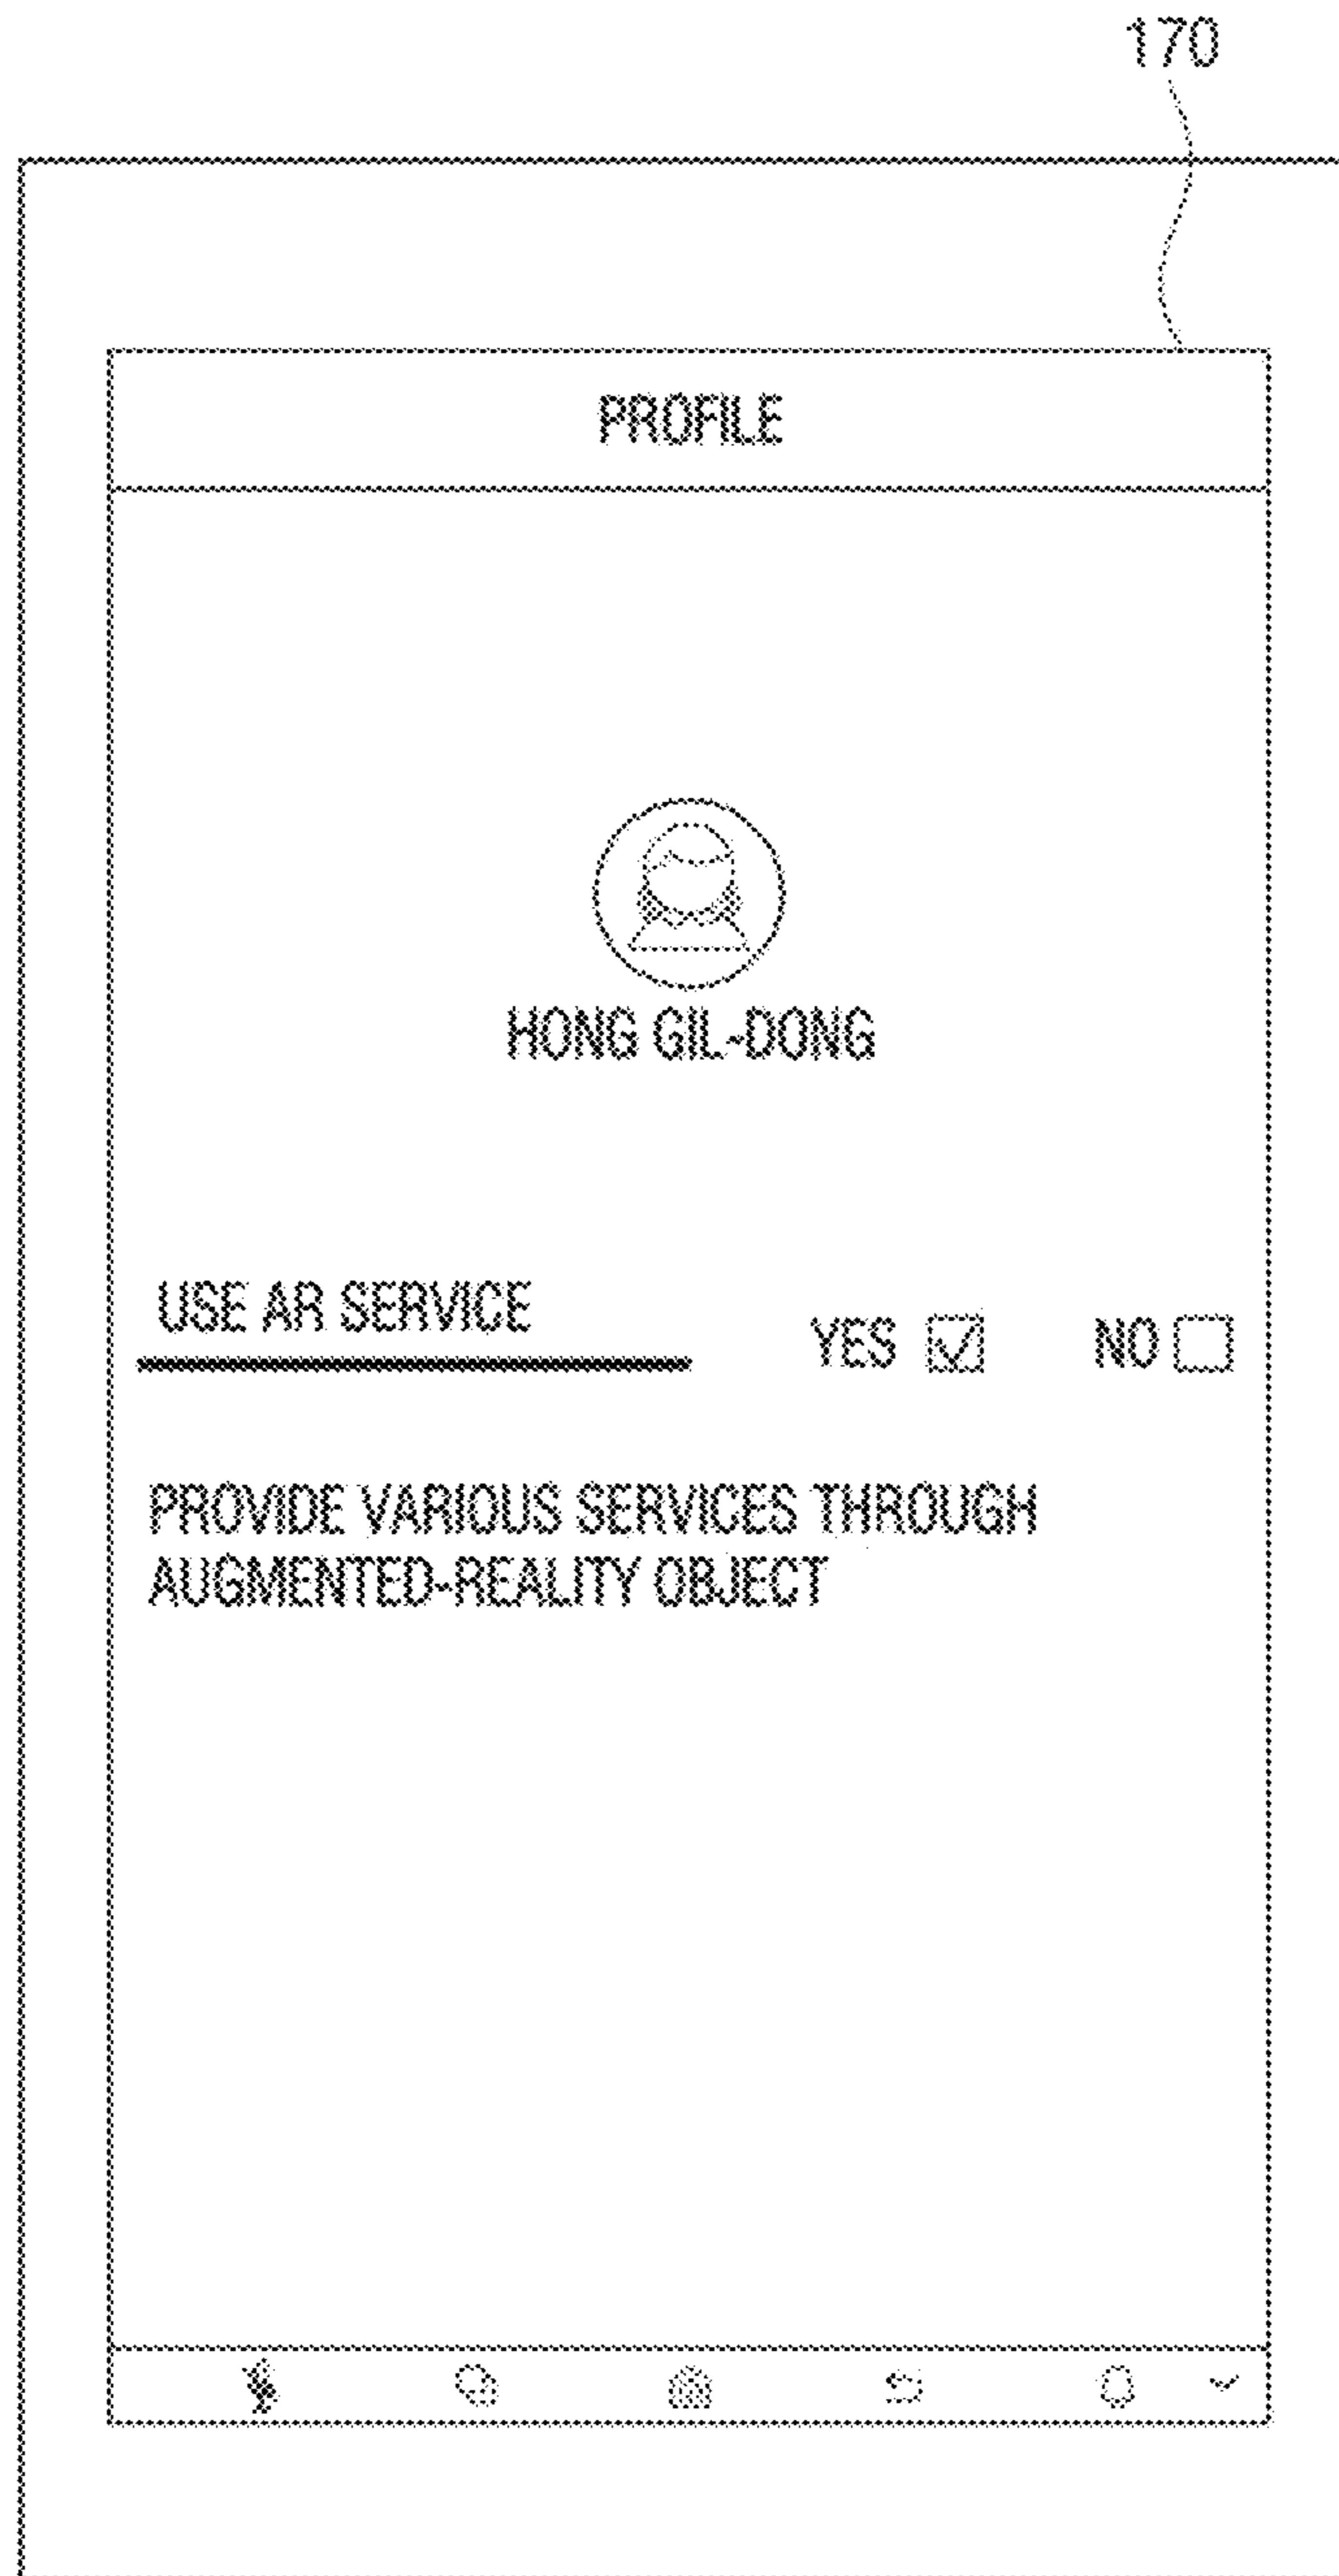 170
PROFILE
HONG GIL-DONG
USE AR SERVICE
YES NO
PROVIDE VARIOUS SERVICES THROUGH
AUGMENTED-REALITY OBJECT